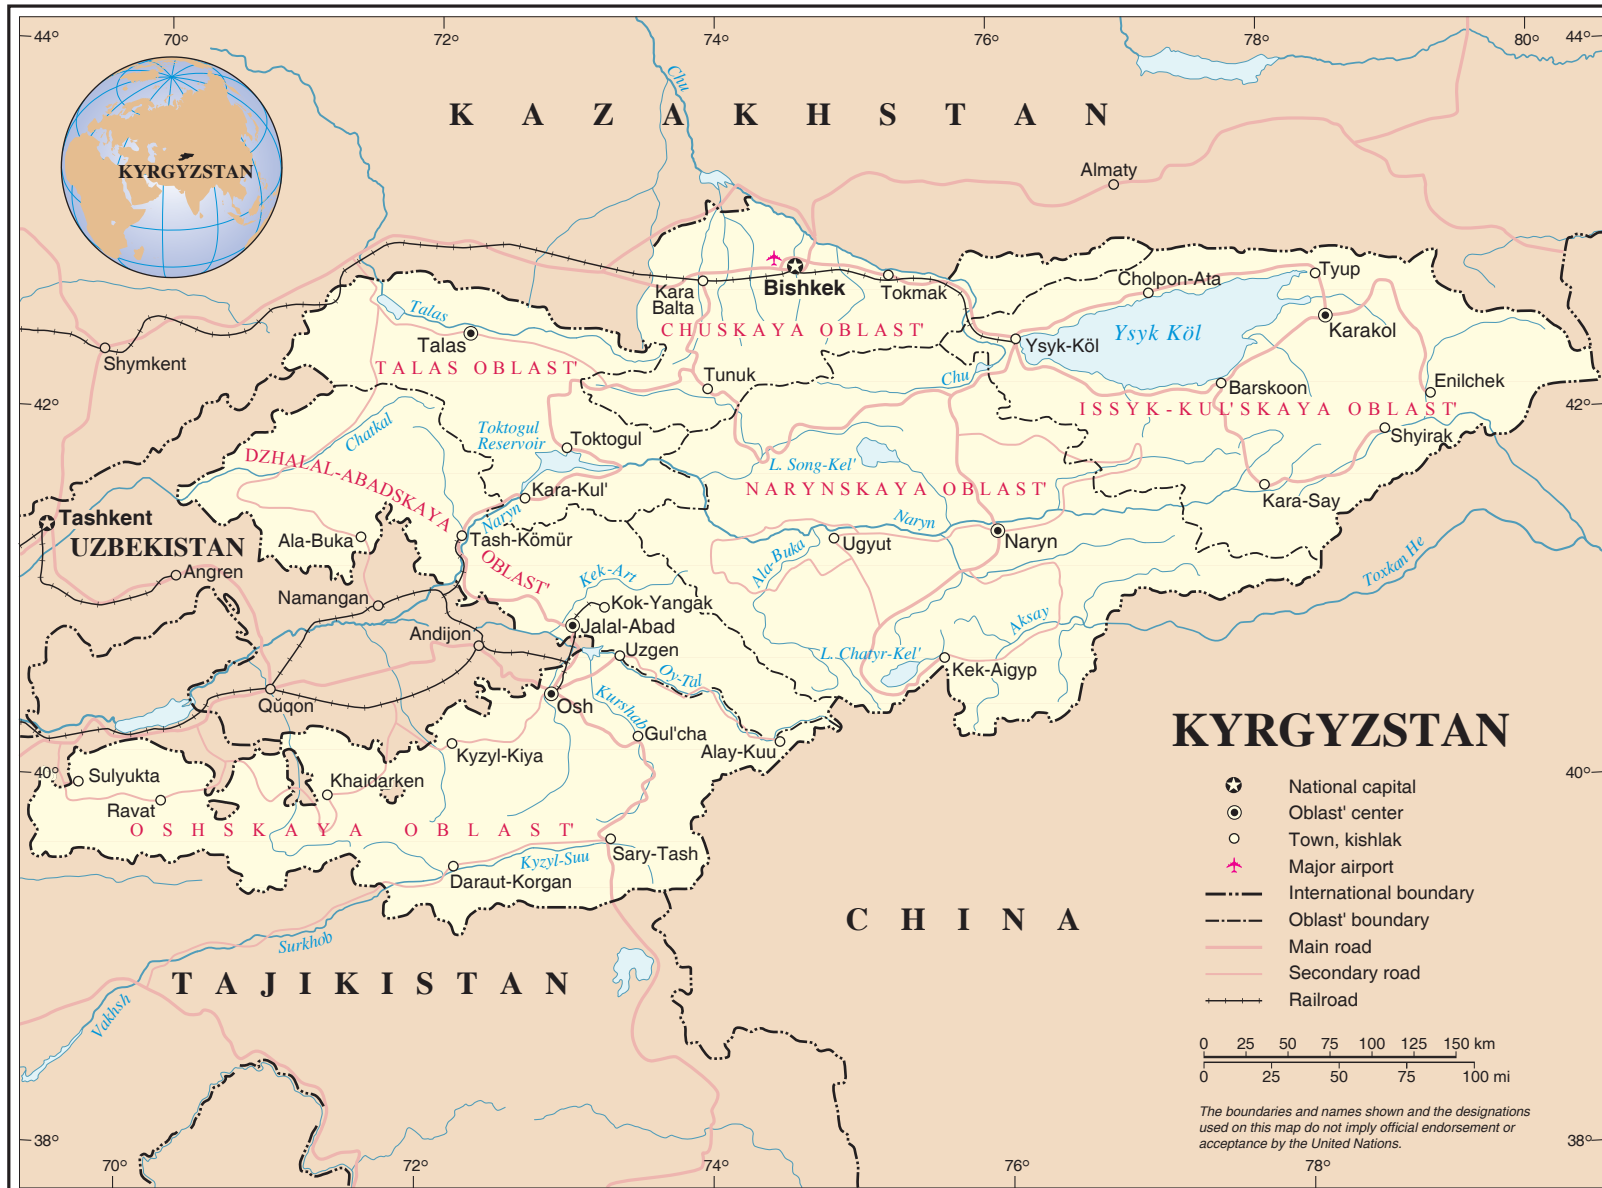 44° 70° 72° 74° 76° 78° 80° 44°
KYRGYZSTAN
KAZAKHSTAN
Chu
Almaty
Bishkek
Kara
Balta
Tokmak
Cholpon-Ata
Tyup
Talas
Talas
CHUSKAYA OBLAST'
Ysyk-Köl
Ysyk Köl
Karakol
Shymkent
TALAS OBLAST'
Tunuk
Chu
Barskoon
Enilchek
42°
42°
ISSYK-KUL'SKAYA OBLAST'
Chatkal
Toktogul
Reservoir
Toktogul
Shyirak
DZHALAL-ABADSKAYA
OBLAST'
L. Song-Kel'
NARYNSKAYA OBLAST'
Kara-Kul'
Kara-Say
Tashkent
Naryn
Naryn
UZBEKISTAN
Ala-Buka
Tash-Kömür
Ugyut
Naryn
Ala-Buka
Toxkan He
Angren
Kek-Art
Namangan
Kok-Yangak
Aksay
Andijon
Jalal-Abad
Uzgen
L. Chatyr-Kel'
Kek-Aigyp
Oy-Tal
Qŭqon
Osh
Kurshab
Gul'cha
Alay-Kuu
Kyzyl-Kiya
40°
40°
Sulyukta
Khaidarken
Ravat
OSHSKAYA OBLAST'
Kyzyl-Suu
Sary-Tash
Daraut-Korgan
CHINA
Surkhob
TAJIKISTAN
Vakhsh
KYRGYZSTAN
National capital
Oblast' center
Town, kishlak
Major airport
International boundary
Oblast' boundary
Main road
Secondary road
Railroad
0 25 50 75 100 125 150 km
0 25 50 75 100 mi
The boundaries and names shown and the designations
used on this map do not imply official endorsement or
acceptance by the United Nations.
38°
38°
70° 72° 74° 76° 78°